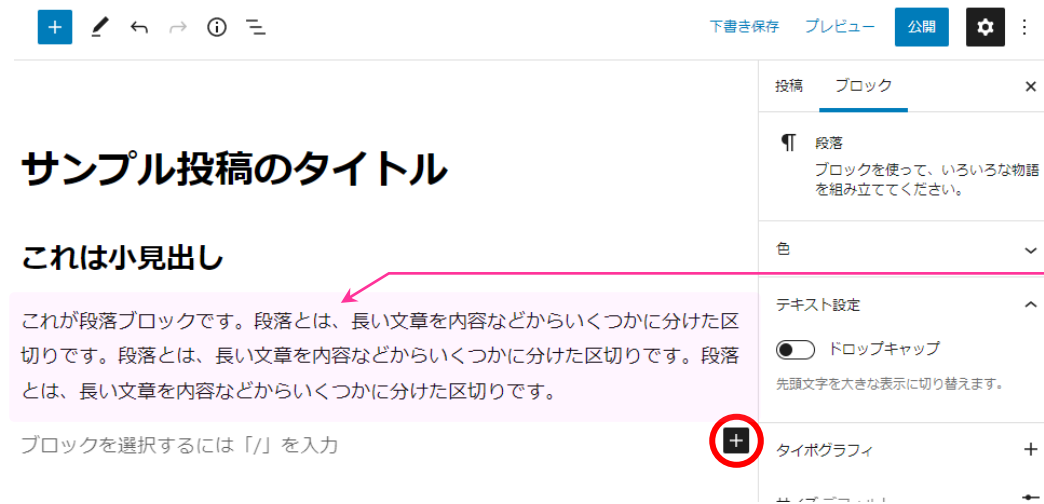 下書き保存 プレビュー 公開
投稿 ブロック
サンプル投稿のタイトル
これは小見出し
これが段落ブロックです。段落とは、長い文章を内容などからいくつかに分けた区
切りです。段落とは、長い文章を内容などからいくつかに分けた区切りです。段落
とは、長い文章を内容などからいくつかに分けた区切りです。
ブロックを選択するには「/」を入力
段落
ブロックを使って、いろいろな物語
を組み立ててください。
色
テキスト設定
ドロップキャップ
先頭文字を大きな表示に切り替えます。
タイポグラフィ